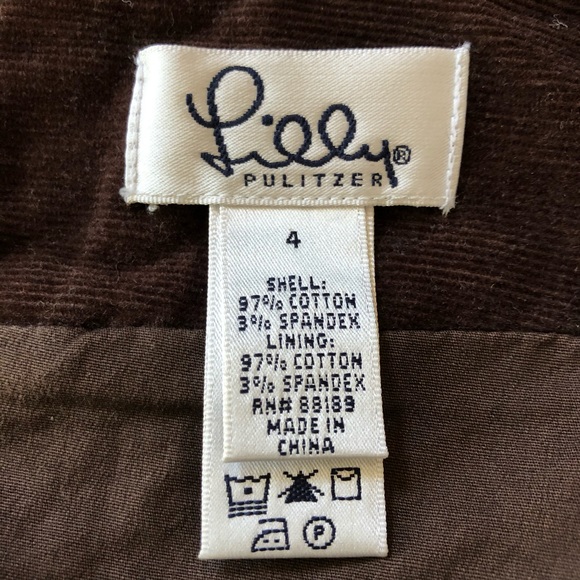 Lilly®
PULITZER
4
SHELL:
97% COTTON
3% SPANDEX
LINING:
97% COTTON
3% SPANDEX
RN# 88189
MADE IN
CHINA
P